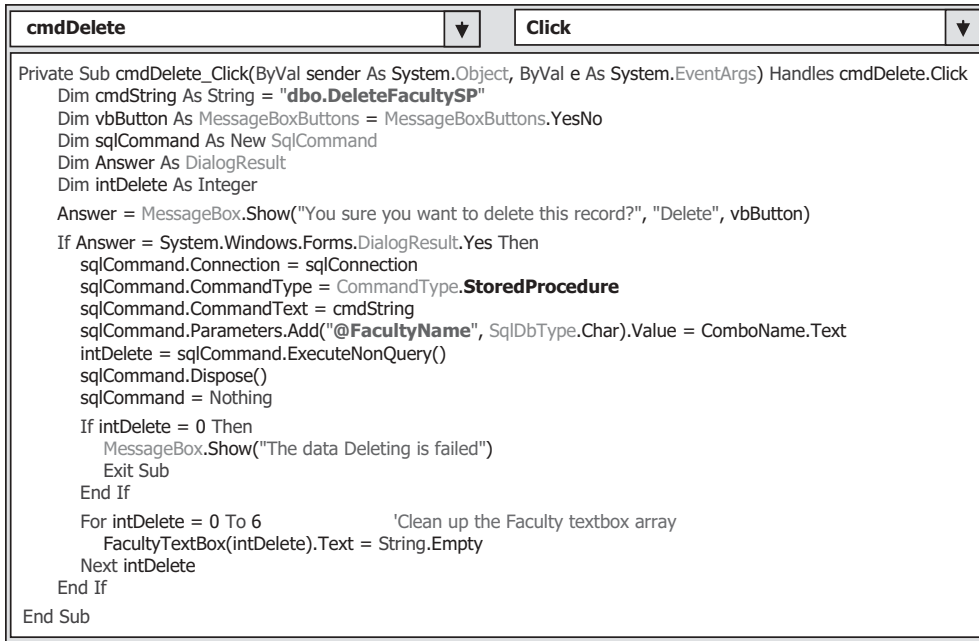 cmdDelete Click
Private Sub cmdDelete_Click(ByVal sender As System.Object, ByVal e As System.EventArgs) Handles cmdDelete.Click
Dim cmdString As String = "dbo.DeleteFacultySP"
Dim vbButton As MessageBoxButtons = MessageBoxButtons.YesNo
Dim sqlCommand As New SqlCommand
Dim Answer As DialogResult
Dim intDelete As Integer
Answer = MessageBox.Show("You sure you want to delete this record?", "Delete", vbButton)
If Answer = System.Windows.Forms.DialogResult.Yes Then
sqlCommand.Connection = sqlConnection
sqlCommand.CommandType = CommandType.StoredProcedure
sqlCommand.CommandText = cmdString
sqlCommand.Parameters.Add("@FacultyName", SqlDbType.Char).Value = ComboName.Text
intDelete = sqlCommand.ExecuteNonQuery()
sqlCommand.Dispose()
sqlCommand = Nothing
If intDelete = 0 Then
MessageBox.Show("The data Deleting is failed")
Exit Sub
End If
For intDelete = 0 To 6 'Clean up the Faculty textbox array
FacultyTextBox(intDelete).Text = String.Empty
Next intDelete
End If
End Sub